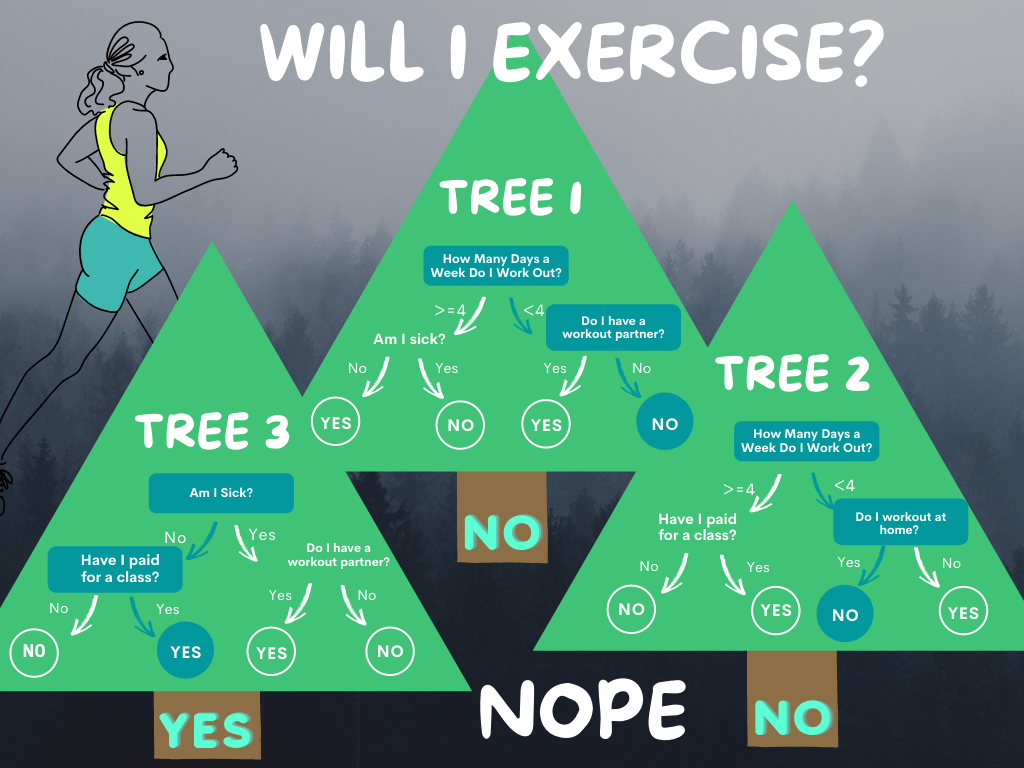 WILL I EXERCISE?
TREE 1
How Many Days a
Week Do I Work Out?
>=4
<4
Am I sick?
Do I have a
workout partner?
No
Yes
Yes
No
YES
NO
YES
NO
NO
TREE 2
How Many Days a
Week Do I Work Out?
>=4
<4
Have I paid
for a class?
Do I workout at
home?
No
Yes
Yes
No
NO
YES
NO
YES
NO
TREE 3
Am I Sick?
No
Yes
Have I paid
for a class?
Do I have a
workout partner?
No
Yes
Yes
No
NO
YES
YES
NO
YES
NOPE